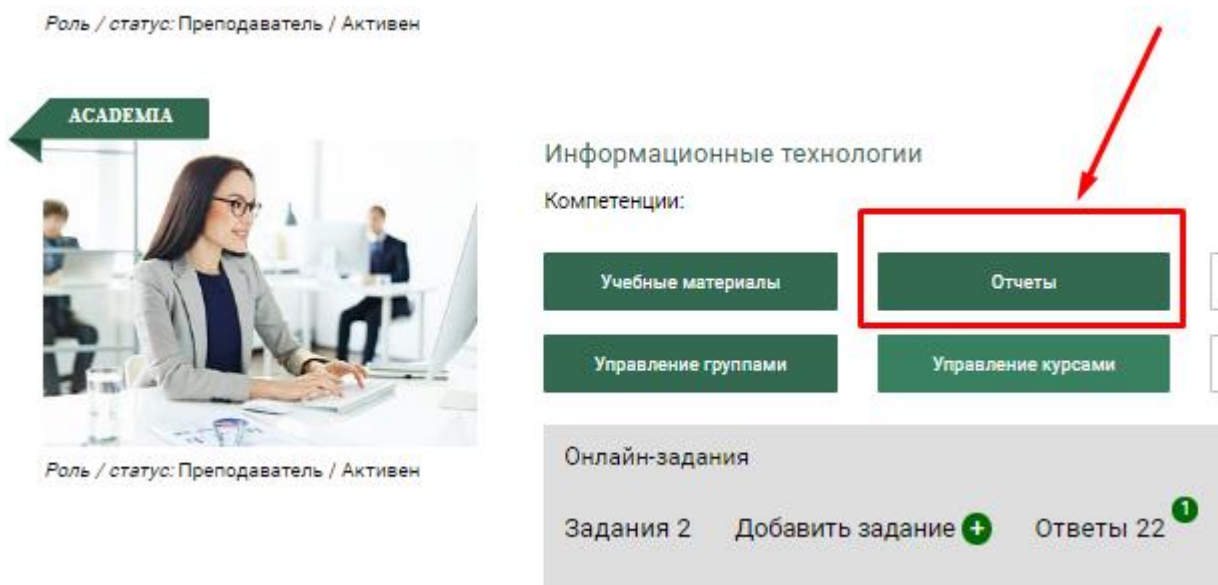 Роль / статус: Преподаватель / Активен
ACADEMIA
Информационные технологии
Компетенции:
Учебные материалы
Отчеты
Управление группами
Управление курсами
Онлайн-задания
Роль / статус: Преподаватель / Активен
Задания 2 Добавить задание + Ответы 22 1